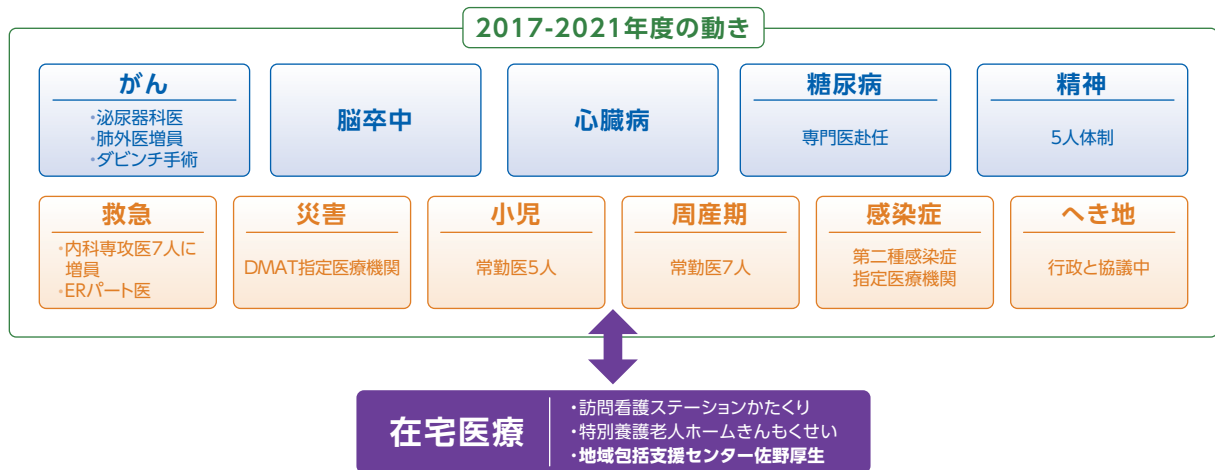 2017-2021年度の動き
がん
・泌尿器科医
・肺外医増員
・ダビンチ手術
脳卒中
心臓病
糖尿病
専門医赴任
精神
5人体制
救急
・内科専攻医7人に
増員
・ERパート医
災害
DMAT指定医療機関
小児
常勤医5人
周産期
常勤医7人
感染症
第二種感染症
指定医療機関
へき地
行政と協議中
在宅医療
・訪問看護ステーションかたくり
・特別養護老人ホームきんもくせい
・地域包括支援センター佐野厚生